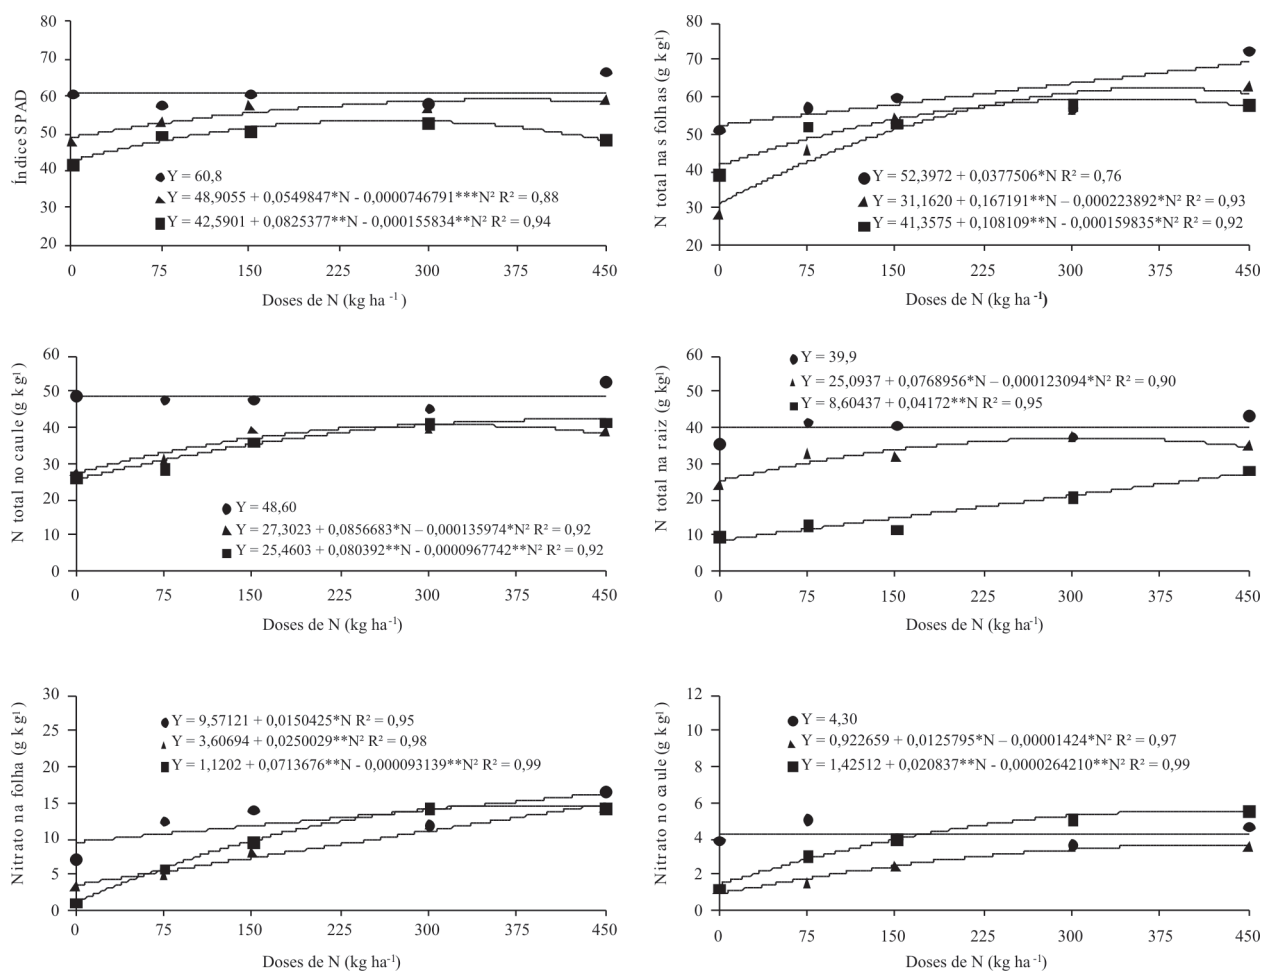 Índice SPAD
80
70
60
50
40
30
20
Y = 60,8
Y = 48,9055 + 0,0549847*N - 0,0000746791***N² R² = 0,88
Y = 42,5901 + 0,0825377**N - 0,000155834**N² R² = 0,94
0 75 150 225 300 375 450
Doses de N (kg ha -1 )
N total nas folhas (g kg1)
80
70
60
50
40
30
20
Y = 52,3972 + 0,0377506*N R² = 0,76
Y = 31,1620 + 0,167191**N – 0,000223892*N² R² = 0,93
Y = 41,3575 + 0,108109**N - 0,000159835*N² R² = 0,92
0 75 150 225 300 375 450
Doses de N (kg ha -1)
N total no caule (g kg1)
60
50
40
30
20
10
0
Y = 48,60
Y = 27,3023 + 0,0856683*N – 0,000135974*N² R² = 0,92
Y = 25,4603 + 0,080392**N - 0,0000967742**N² R² = 0,92
0 75 150 225 300 375 450
Doses de N (kg ha-1)
N total na raiz (g kg1)
60
50
40
30
20
10
0
Y = 39,9
Y = 25,0937 + 0,0768956*N – 0,000123094*N² R² = 0,90
Y = 8,60437 + 0,04172**N R² = 0,95
0 75 150 225 300 375 450
Doses de N (kg ha-1)
Nitrato na folha (g kg1)
30
25
20
15
10
5
0
Y = 9,57121 + 0,0150425*N R² = 0,95
Y = 3,60694 + 0,0250029**N² R² = 0,98
Y = 1,1202 + 0,0713676**N – 0,000093139**N² R² = 0,99
0 75 150 225 300 375 450
Doses de N (kg ha-1)
Nitrato no caule (g kg1)
12
10
8
6
4
2
0
Y = 4,30
Y = 0,922659 + 0,0125795*N – 0,00001424*N² R² = 0,97
Y = 1,42512 + 0,020837**N - 0,0000264210**N² R² = 0,99
0 75 150 225 300 375 450
Doses de N (kg ha-1)